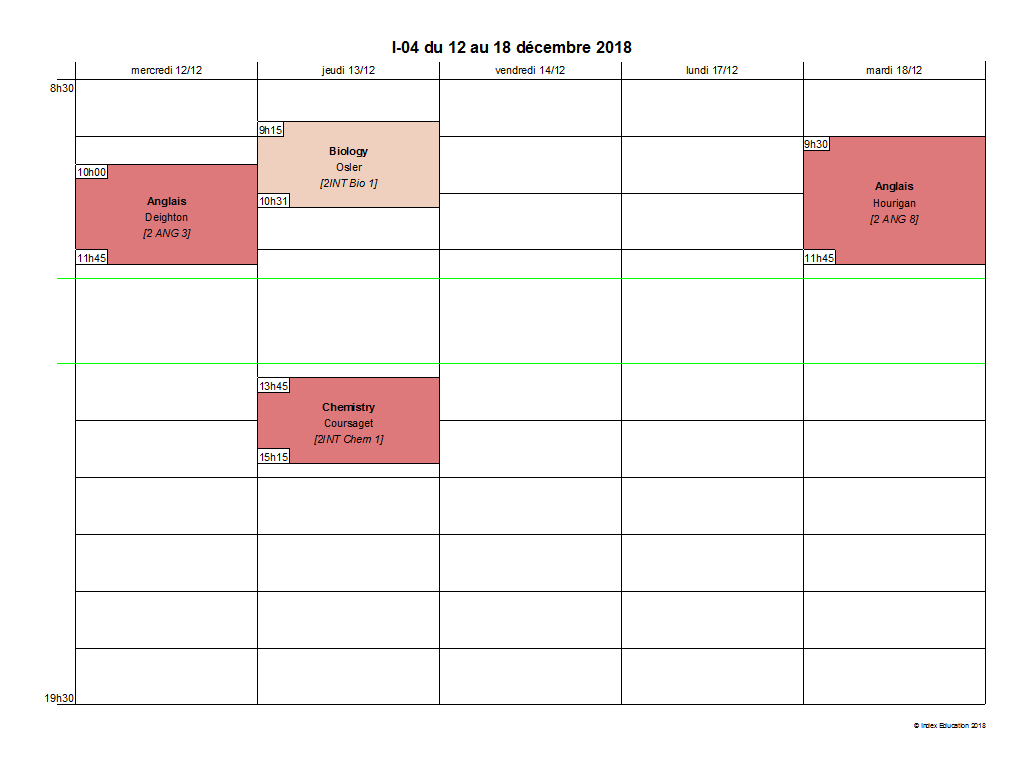 I-04 du 12 au 18 décembre 2018
mercredi 12/12
jeudi 13/12
vendredi 14/12
lundi 17/12
mardi 18/12
8h30
10h00
Anglais
Deighton
[2 ANG 3]
11h45
9h15
Biology
Osler
[2INT Bio 1]
10h31
13h45
Chemistry
Coursaget
[2INT Chem 1]
15h15
9h30
Anglais
Hourigan
[2 ANG 8]
11h45
19h30
© Index Education 2018